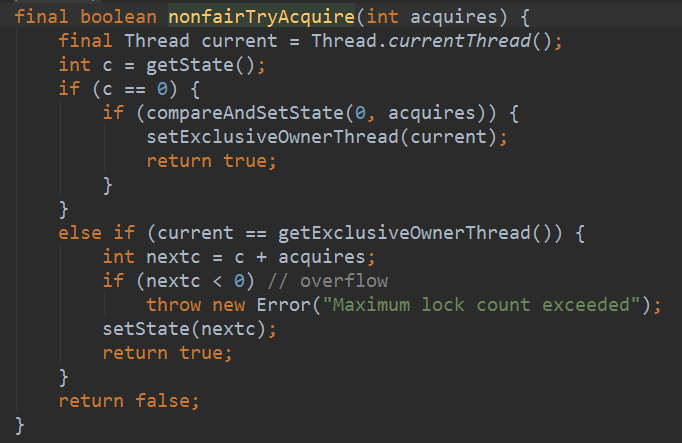 final boolean nonfairTryAcquire(int acquires) {
    final Thread current = Thread.currentThread();
    int c = getState();
    if (c == 0) {
        if (compareAndSetState(0, acquires)) {
            setExclusiveOwnerThread(current);
            return true;
        }
    }
    else if (current == getExclusiveOwnerThread()) {
        int nextc = c + acquires;
        if (nextc < 0) // overflow
            throw new Error("Maximum lock count exceeded");
        setState(nextc);
        return true;
    }
    return false;
}